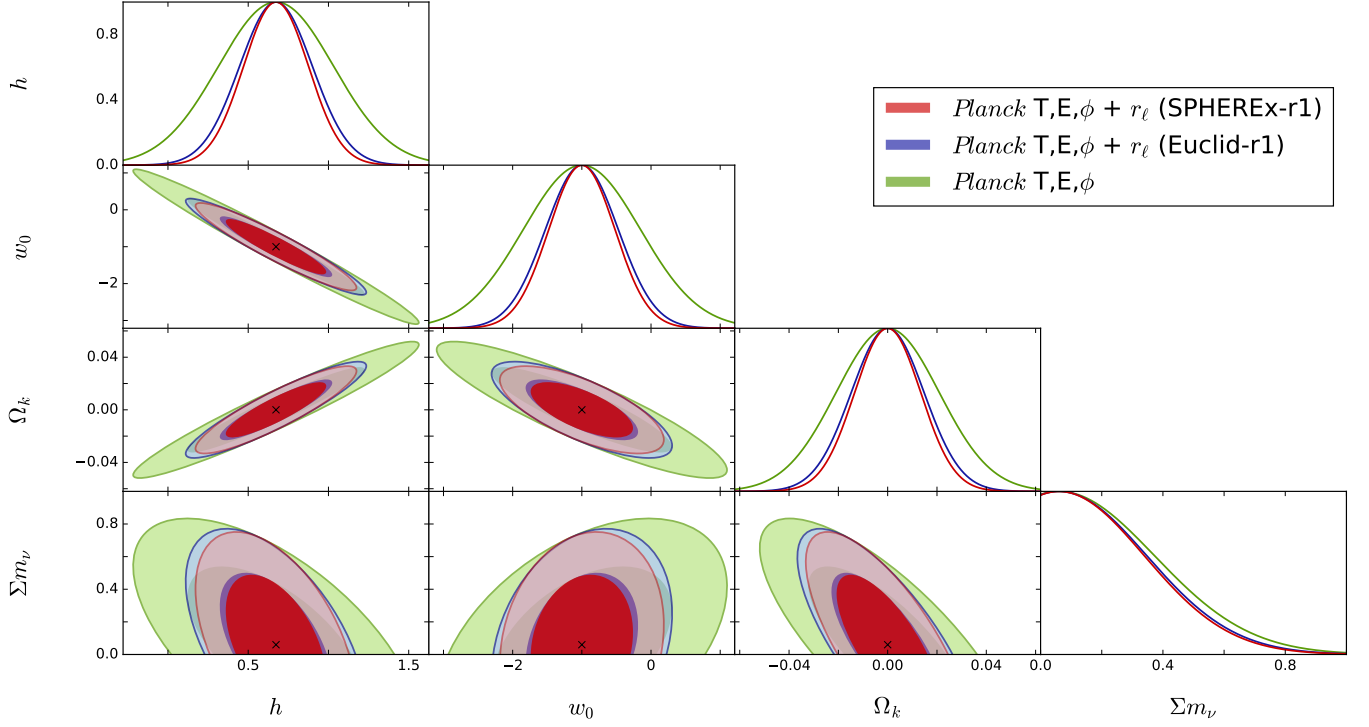 h
0.8
0.4
0.0
Planck T,E,ϕ + r_ℓ (SPHEREx-r1)
Planck T,E,ϕ + r_ℓ (Euclid-r1)
Planck T,E,ϕ
w_0
0
−2
Ω_k
0.04
0.00
−0.04
Σm_ν
0.8
0.4
0.0
0.5 1.5 −2 0 −0.04 0.00 0.04 0.0 0.4 0.8
h w_0 Ω_k Σm_ν